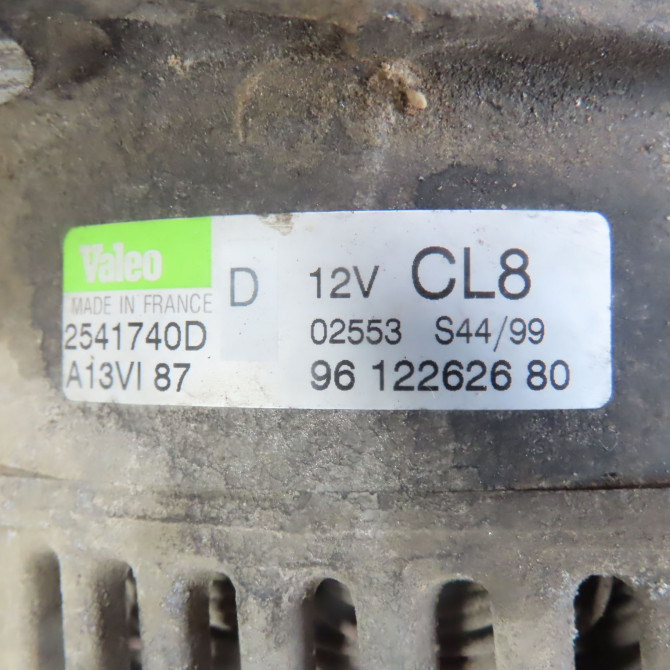 Valeo
MADE IN FRANCE
D
2541740D
A13VI 87
12V CL8
02553 S44/99
96 122626 80